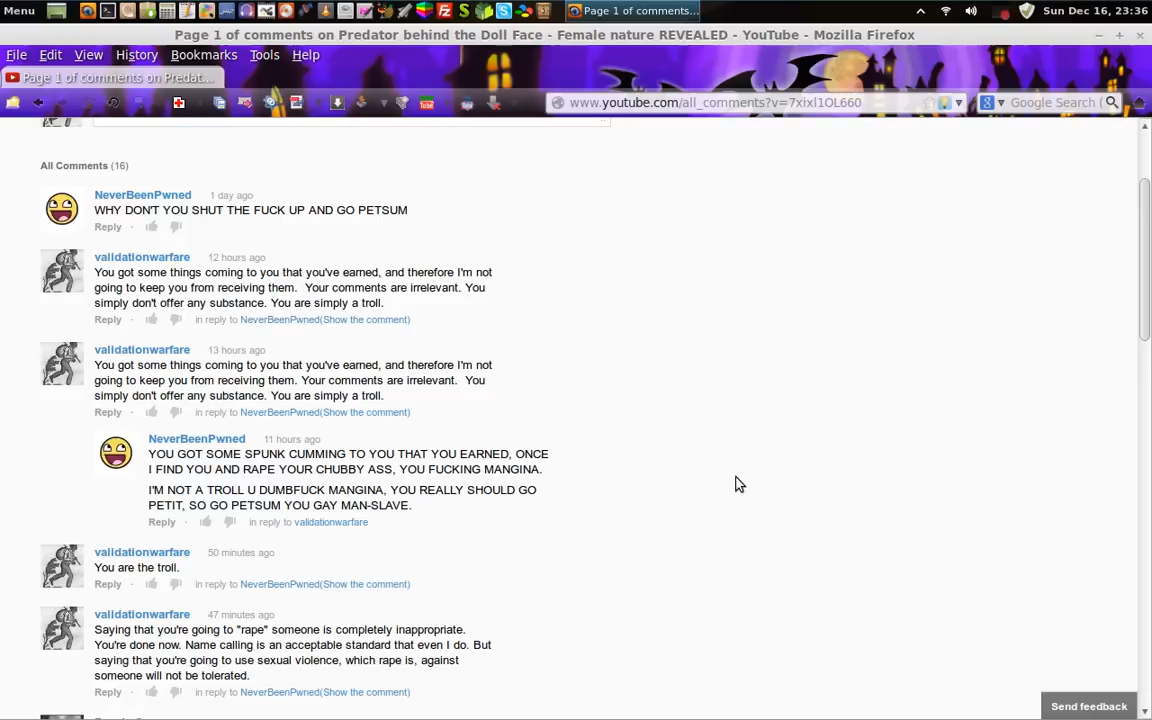 Menu
Page 1 of comments...
Sun Dec 16, 23:36
Page 1 of comments on Predator behind the Doll Face - Female nature REVEALED - YouTube - Mozilla Firefox
File Edit View History Bookmarks Tools Help
Page 1 of comments on Predat...
www.youtube.com/all_comments?v=7xixl1OL660
Google Search (
All Comments (16)
NeverBeenPwned 1 day ago
WHY DON'T YOU SHUT THE FUCK UP AND GO PETSUM
Reply ·
validationwarfare 12 hours ago
You got some things coming to you that you've earned, and therefore I'm not
going to keep you from receiving them. Your comments are irrelevant. You
simply don't offer any substance. You are simply a troll.
Reply · in reply to NeverBeenPwned(Show the comment)
validationwarfare 13 hours ago
You got some things coming to you that you've earned, and therefore I'm not
going to keep you from receiving them. Your comments are irrelevant. You
simply don't offer any substance. You are simply a troll.
Reply · in reply to NeverBeenPwned(Show the comment)
NeverBeenPwned 11 hours ago
YOU GOT SOME SPUNK CUMMING TO YOU THAT YOU EARNED, ONCE
I FIND YOU AND RAPE YOUR CHUBBY ASS, YOU FUCKING MANGINA.
I'M NOT A TROLL U DUMBFUCK MANGINA, YOU REALLY SHOULD GO
PETIT, SO GO PETSUM YOU GAY MAN-SLAVE.
Reply · in reply to validationwarfare
validationwarfare 50 minutes ago
You are the troll.
Reply · in reply to NeverBeenPwned(Show the comment)
validationwarfare 47 minutes ago
Saying that you're going to "rape" someone is completely inappropriate.
You're done now. Name calling is an acceptable standard that even I do. But
saying that you're going to use sexual violence, which rape is, against
someone will not be tolerated.
Reply · in reply to NeverBeenPwned(Show the comment)
Send feedback